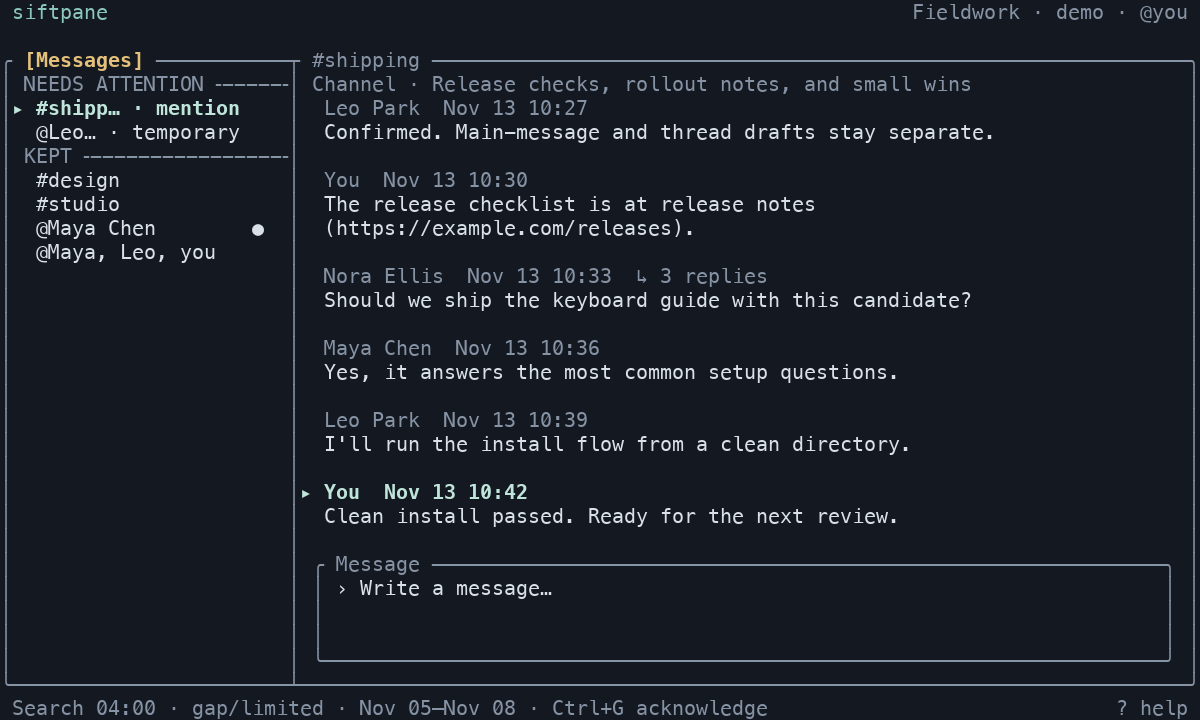 siftpane
Fieldwork · demo · @you
[Messages]
NEEDS ATTENTION
▸ #shipp… · mention
@Leo… · temporary
KEPT
#design
#studio
@Maya Chen ●
@Maya, Leo, you
#shipping
Channel · Release checks, rollout notes, and small wins
Leo Park Nov 13 10:27
Confirmed. Main-message and thread drafts stay separate.
You Nov 13 10:30
The release checklist is at release notes
(https://example.com/releases).
Nora Ellis Nov 13 10:33 ↳ 3 replies
Should we ship the keyboard guide with this candidate?
Maya Chen Nov 13 10:36
Yes, it answers the most common setup questions.
Leo Park Nov 13 10:39
I'll run the install flow from a clean directory.
▸ You Nov 13 10:42
Clean install passed. Ready for the next review.
Message
› Write a message…
Search 04:00 · gap/limited · Nov 05–Nov 08 · Ctrl+G acknowledge
? help